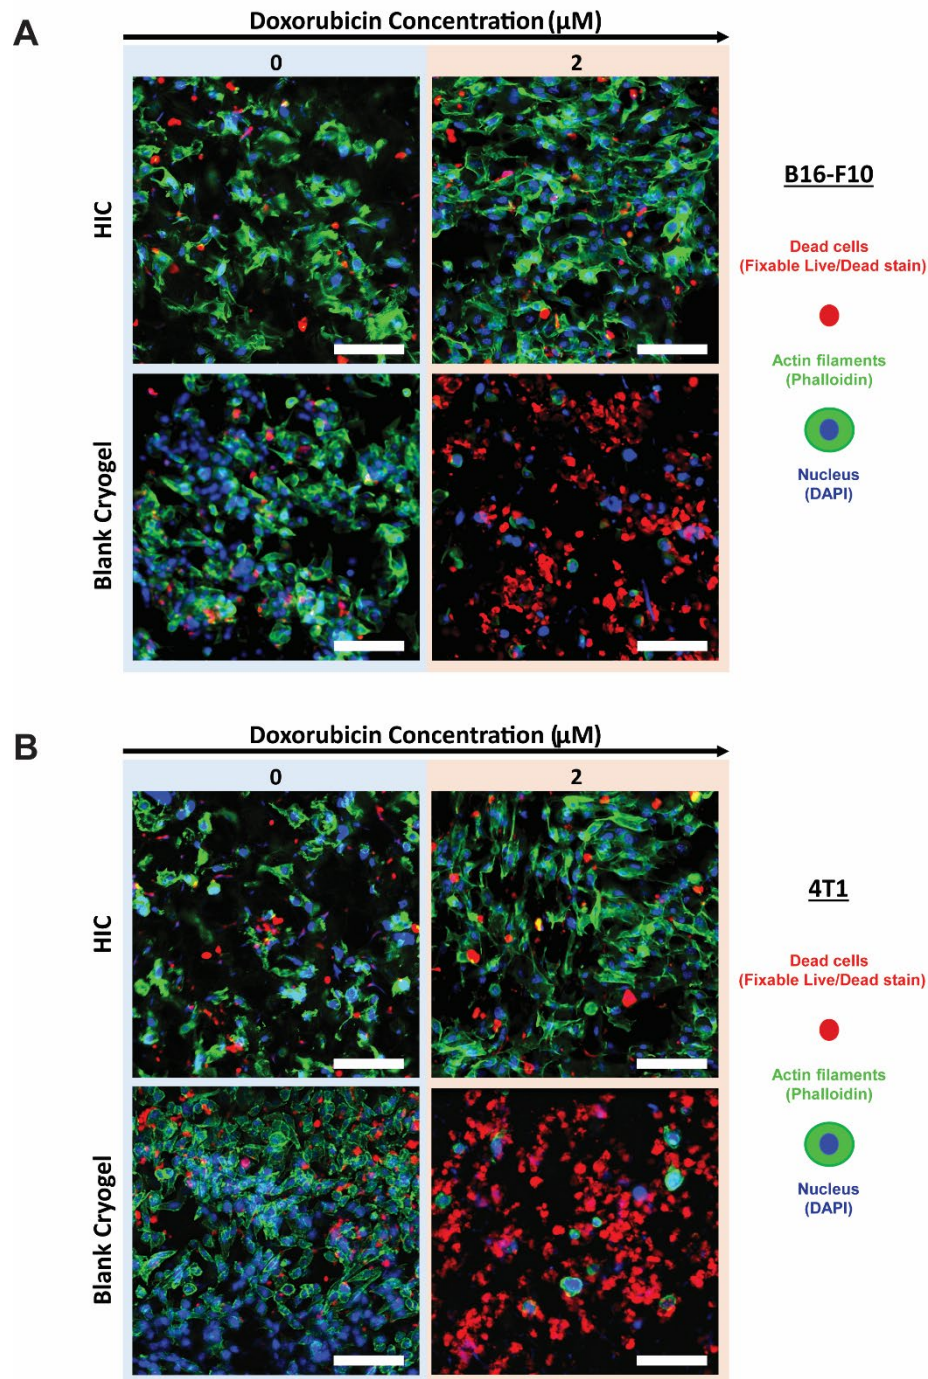 A
Doxorubicin Concentration (µM)
0
2
HIC
Blank Cryogel
B16-F10
Dead cells
(Fixable Live/Dead stain)
Actin filaments
(Phalloidin)
Nucleus
(DAPI)
B
Doxorubicin Concentration (µM)
0
2
HIC
Blank Cryogel
4T1
Dead cells
(Fixable Live/Dead stain)
Actin filaments
(Phalloidin)
Nucleus
(DAPI)